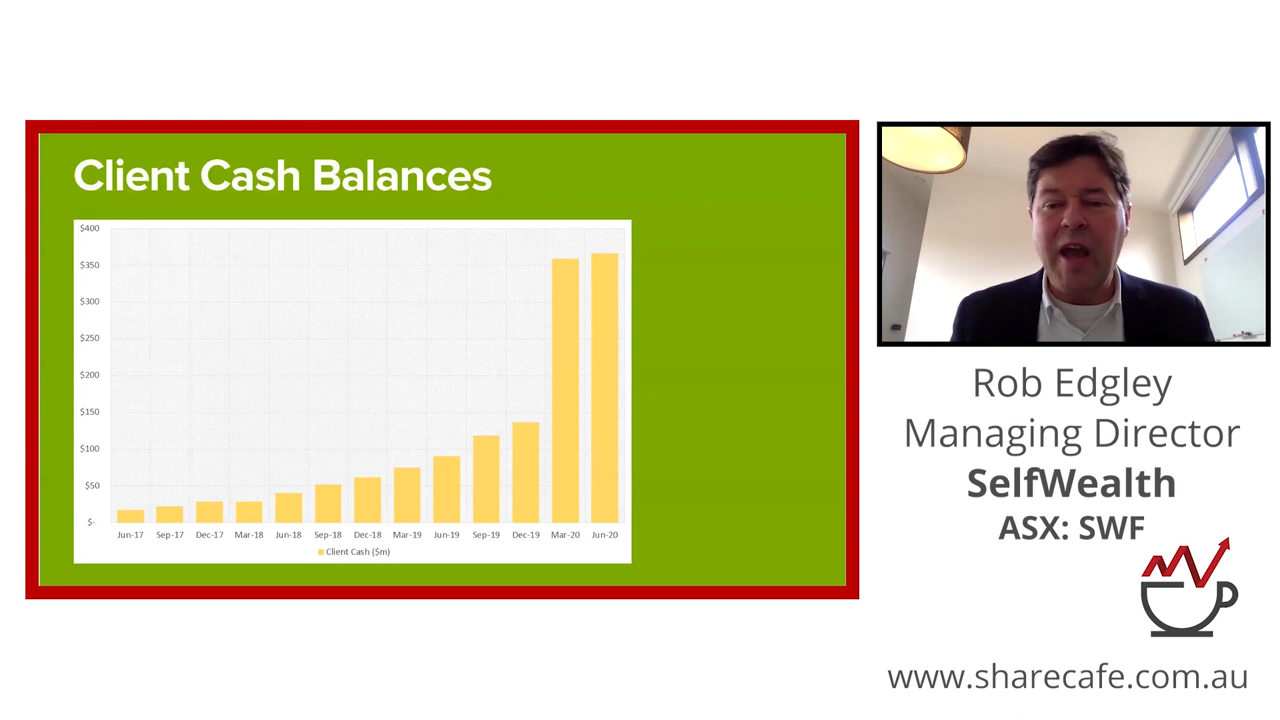 Client Cash Balances
$400
$350
$300
$250
$200
$150
$100
$50
$-
Jun-17 Sep-17 Dec-17 Mar-18 Jun-18 Sep-18 Dec-18 Mar-19 Jun-19 Sep-19 Dec-19 Mar-20 Jun-20
Client Cash ($m)
Rob Edgley
Managing Director
SelfWealth
ASX: SWF
www.sharecafe.com.au